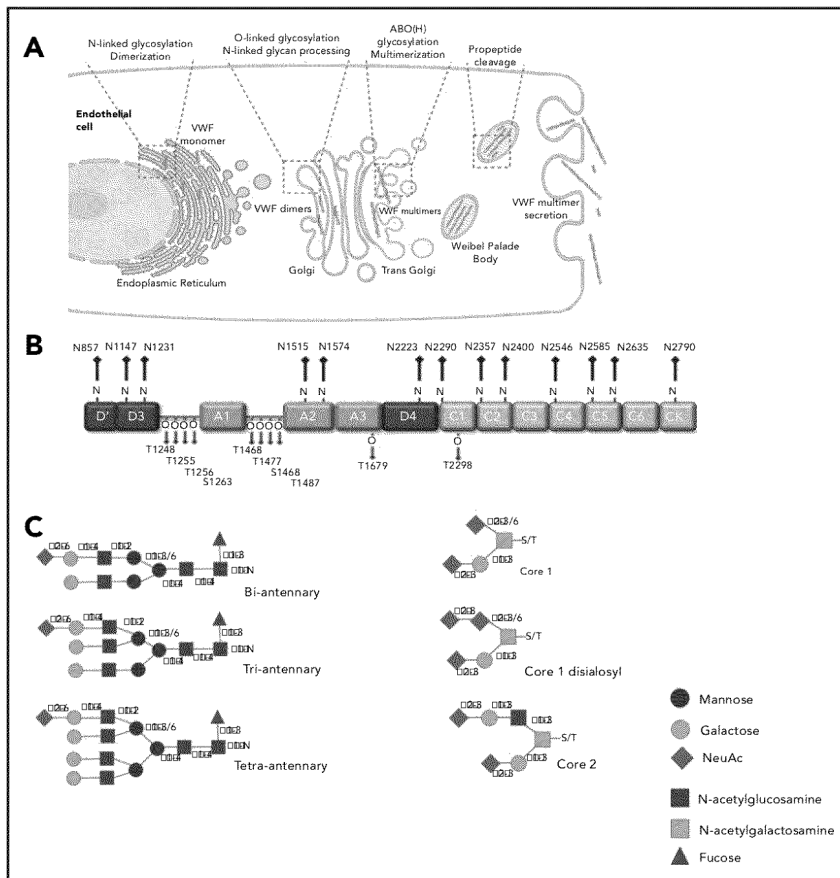 A
N-linked glycosylation
Dimerization
O-linked glycosylation
N-linked glycan processing
ABO(H)
glycosylation
Multimerization
Propeptide
cleavage
Endothelial
cell
VWF
monomer
VWF dimers
VWF multimers
VWF multimer
secretion
Weibel Palade
Body
Golgi
Trans Golgi
Endoplasmic Reticulum
B
N857 N1147 N1231 N1515 N1574 N2223 N2290 N2357 N2400 N2546 N2585 N2635 N2790
N N N N N N N N N N N N N
D' D3 A1 A2 A3 D4 C1 C2 C3 C4 C5 C6 CK
O O O O O O O O O O
T1248
T1255
T1256
S1263
T1468
T1477
S1468
T1487
T1679
T2298
C
Bi-antennary
Tri-antennary
Tetra-antennary
S/T
Core 1
S/T
Core 1 disialosyl
S/T
Core 2
Mannose
Galactose
NeuAc
N-acetylglucosamine
N-acetylgalactosamine
Fucose